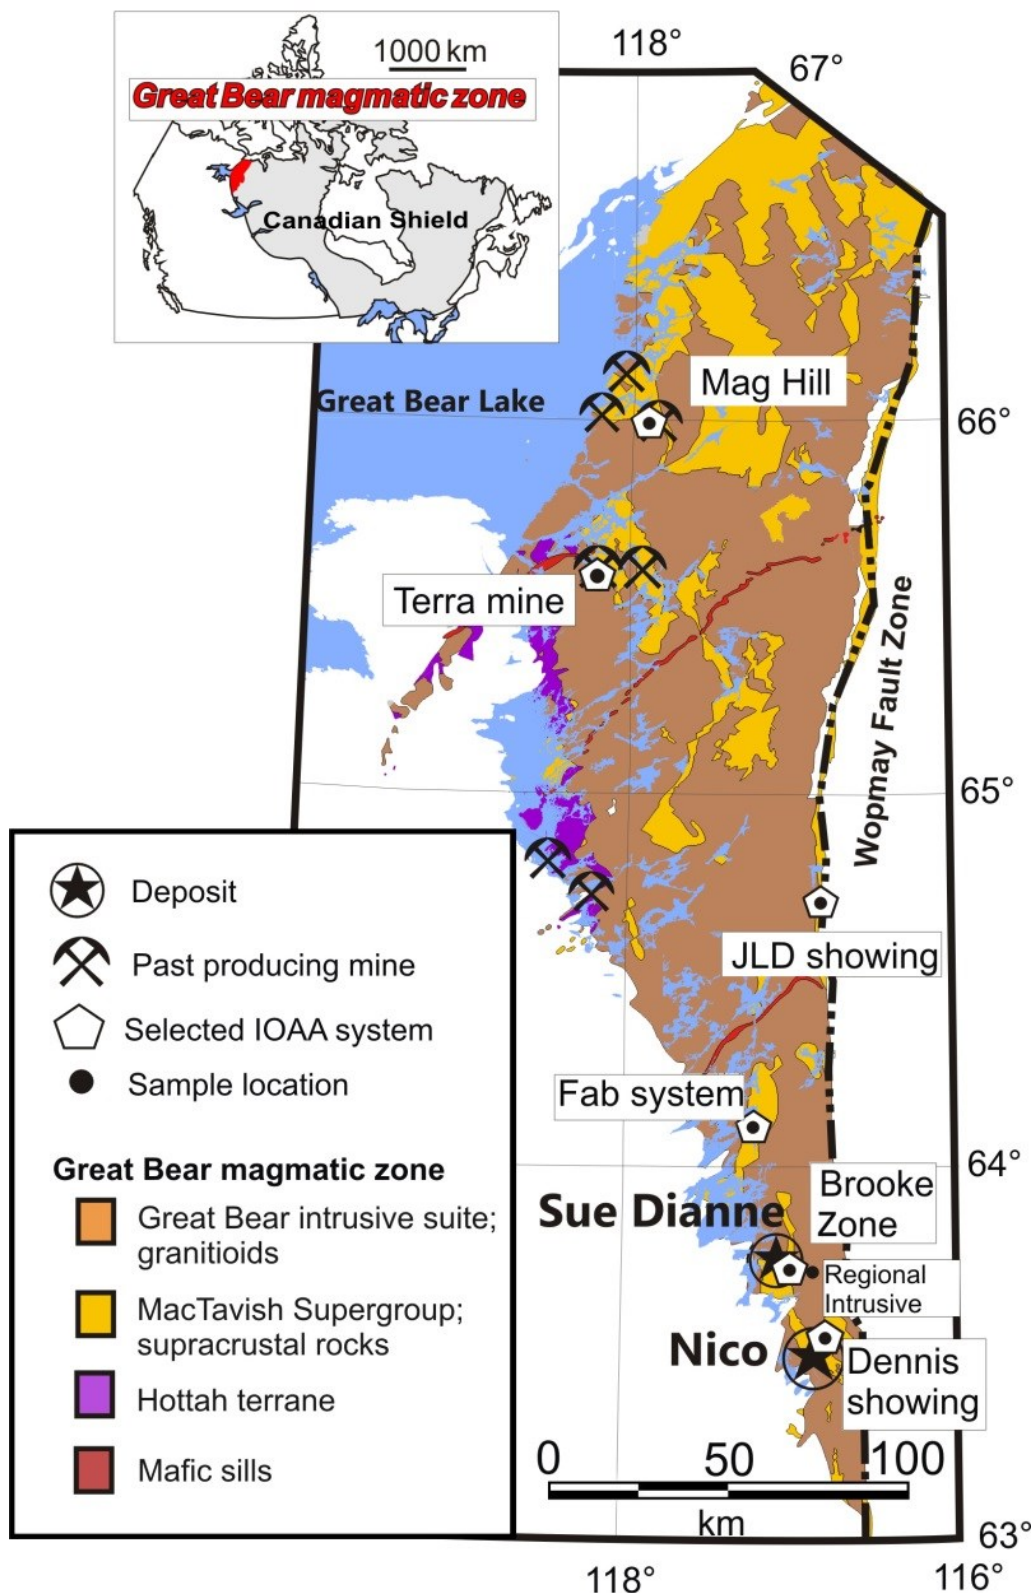 118°
67°
1000 km
Great Bear magmatic zone
Canadian Shield
Mag Hill
Great Bear Lake
66°
Terra mine
Wopmay Fault Zone
65°
Deposit
Past producing mine
Selected IOAA system
Sample location
JLD showing
Fab system
64°
Great Bear magmatic zone
Great Bear intrusive suite;
granitioids
MacTavish Supergroup;
supracrustal rocks
Hottah terrane
Mafic sills
Brooke
Zone
Sue Dianne
Regional
Intrusive
Nico
Dennis
showing
0 50 100
km
63°
118°
116°